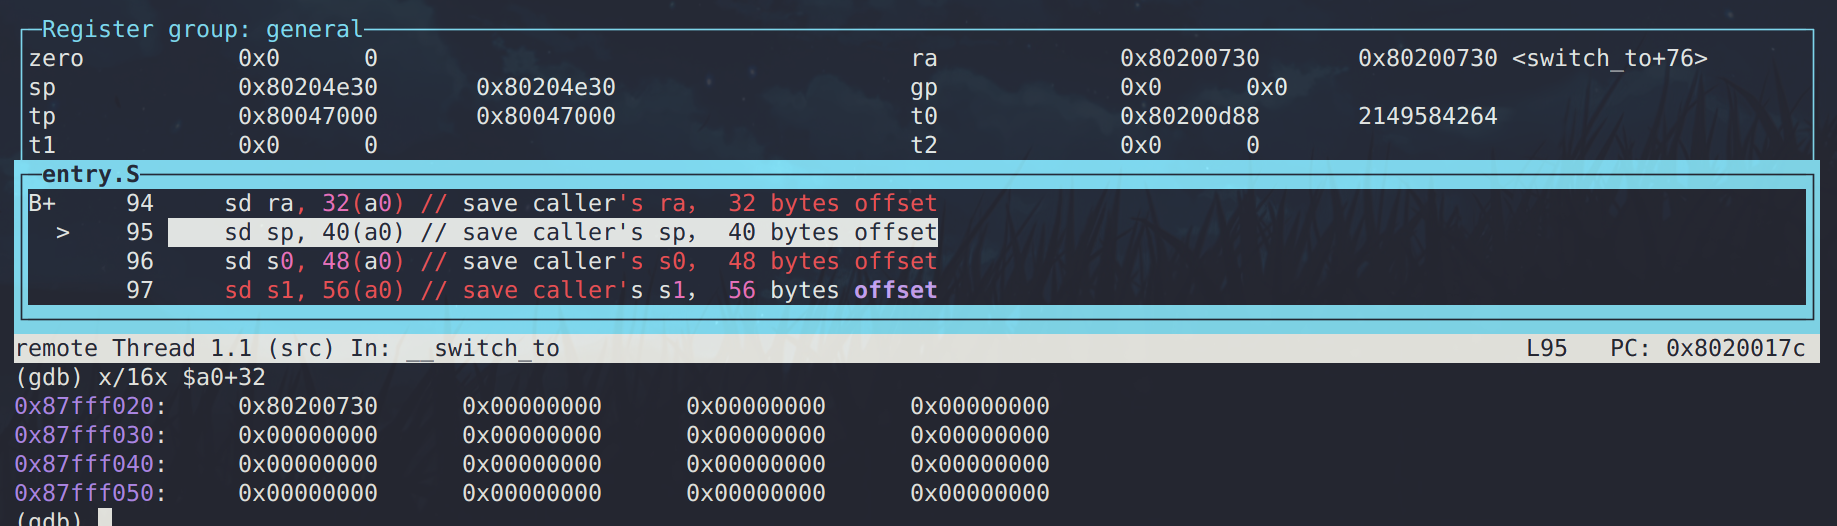 Register group: general
zero 0x0 0 ra 0x80200730 0x80200730 <switch_to+76>
sp 0x80204e30 0x80204e30 gp 0x0 0x0
tp 0x80047000 0x80047000 t0 0x80200d88 2149584264
t1 0x0 0 t2 0x0 0
entry.S
B+ 94 sd ra, 32(a0) // save caller's ra， 32 bytes offset
> 95 sd sp, 40(a0) // save caller's sp， 40 bytes offset
96 sd s0, 48(a0) // save caller's s0， 48 bytes offset
97 sd s1, 56(a0) // save caller's s1， 56 bytes offset
remote Thread 1.1 (src) In: __switch_to L95 PC: 0x8020017c
(gdb) x/16x $a0+32
0x87fff020: 0x80200730 0x00000000 0x00000000 0x00000000
0x87fff030: 0x00000000 0x00000000 0x00000000 0x00000000
0x87fff040: 0x00000000 0x00000000 0x00000000 0x00000000
0x87fff050: 0x00000000 0x00000000 0x00000000 0x00000000
(gdb)